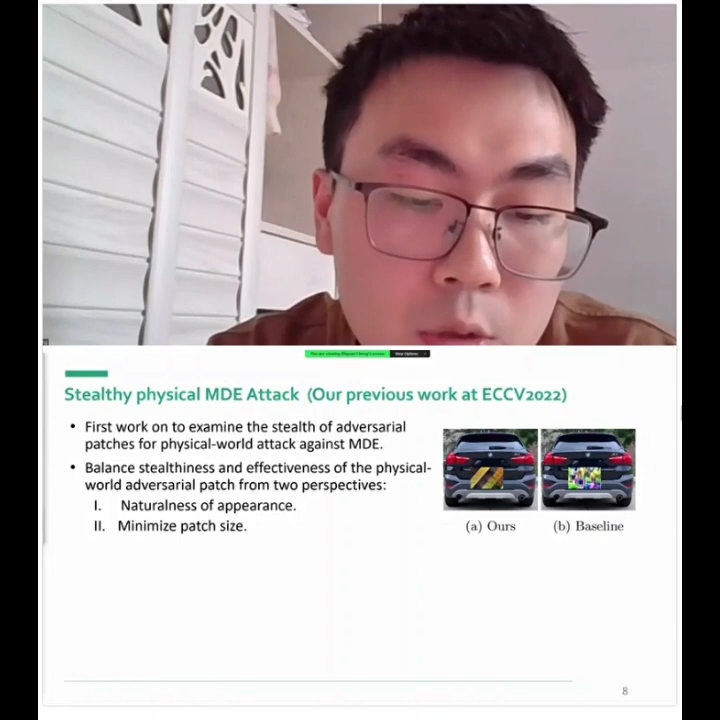 Stealthy physical MDE Attack (Our previous work at ECCV2022)
• First work on to examine the stealth of adversarial
patches for physical-world attack against MDE.
• Balance stealthiness and effectiveness of the physical-
world adversarial patch from two perspectives:
I. Naturalness of appearance.
II. Minimize patch size.
(a) Ours
(b) Baseline
8